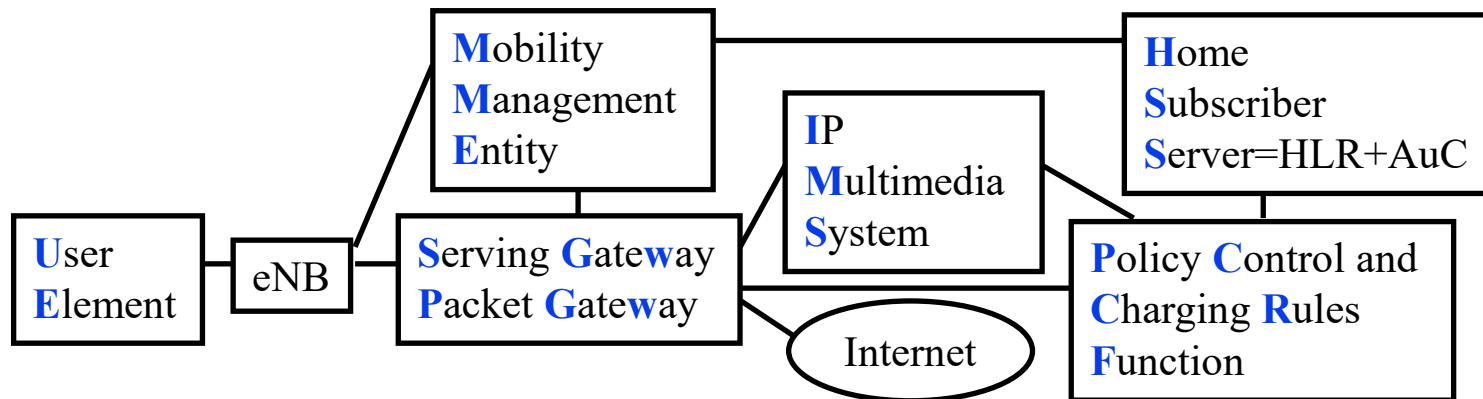 Mobility
Management
Entity
Home
Subscriber
Server=HLR+AuC
IP
Multimedia
System
User
Element
eNB
Serving Gateway
Packet Gateway
Internet
Policy Control and
Charging Rules
Function